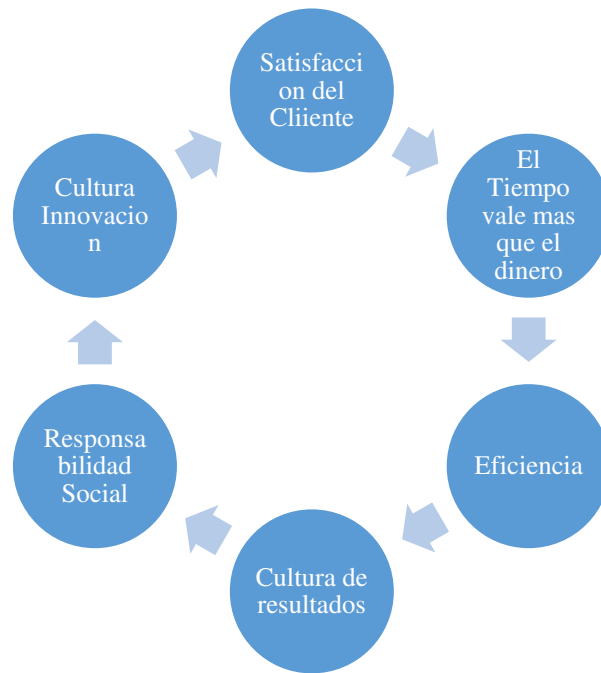 Satisfacci
on del
Cliiente
El
Tiempo
vale mas
que el
dinero
Eficiencia
Cultura de
resultados
Responsa
bilidad
Social
Cultura
Innovacio
n